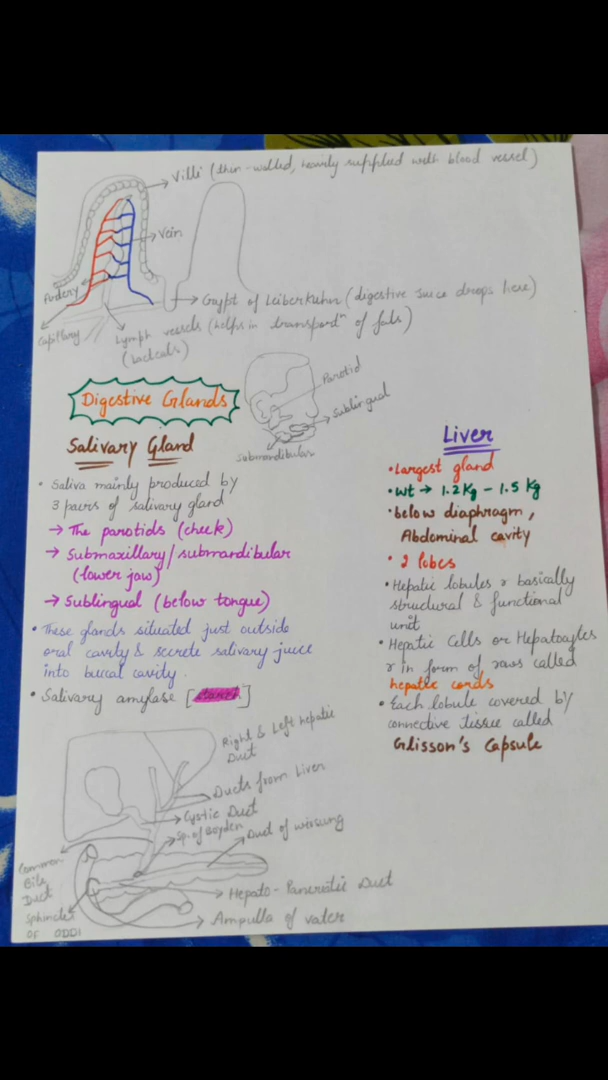 Villi (thin-walled, heavily supplied with blood vessel)
Vein
Artery
Capillary
Crypt of Leiberkuhn (digestive juice drops here)
Lymph vessels (helps in transportⁿ of fats)
(lacteals)
Parotid
Sublingual
Submandibular
Digestive Glands
Salivary Gland
• Saliva mainly produced by
3 pairs of salivary gland
→ The parotids (cheek)
→ Submaxillary/submandibular
(lower jaw)
→ Sublingual (below tongue)
• These glands situated just outside
oral cavity & secrete salivary juice
into buccal cavity.
• Salivary amylase [ ]
Liver
• Largest gland
• Wt → 1.2 Kg - 1.5 Kg
• below diaphragm,
Abdominal cavity
• 2 lobes
• Hepatic lobules r basically
structural & functional
unit
• Hepatic Cells or Hepatocytes
r in form of rows called
hepatic cords
• Each lobule covered by
connective tissue called
Glisson's Capsule
Right & Left hepatic
Duct
Ducts from Liver
Cystic Duct
Sp. of Boyden
Duct of wirsung
Common
Bile
Duct
Hepato-Pancreatic Duct
Sphincter
OF ODDI
Ampulla of vater